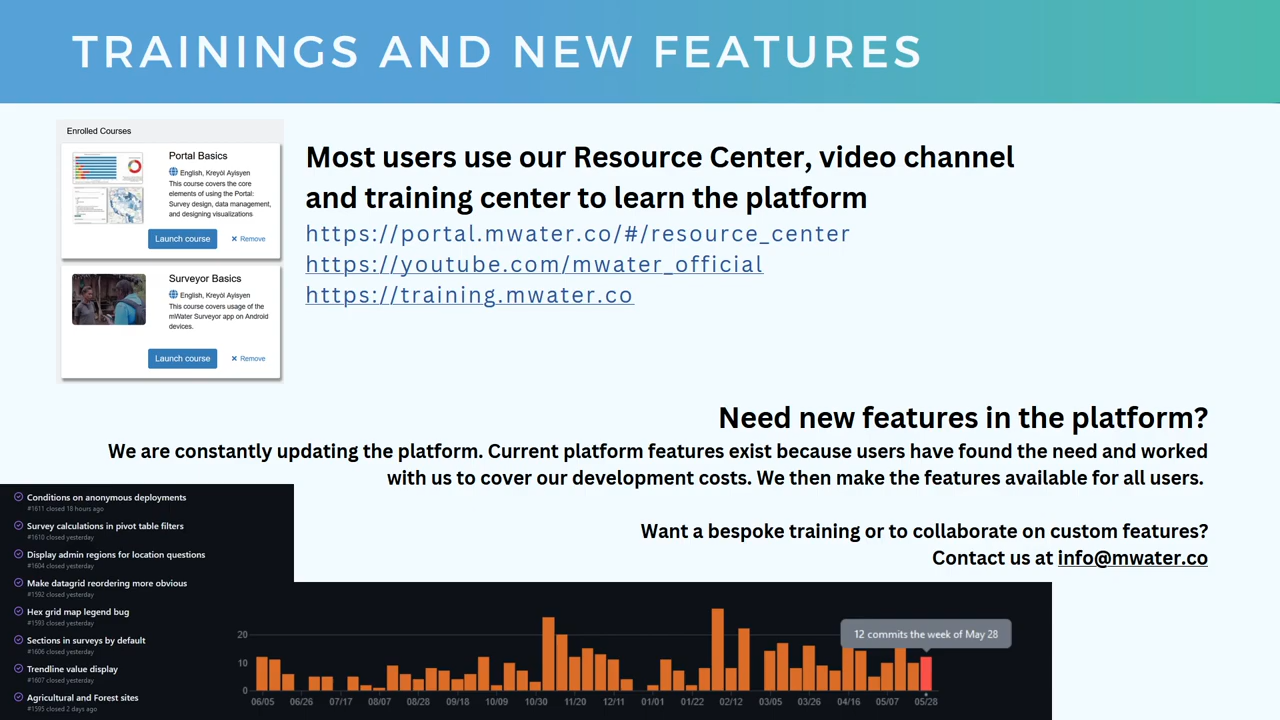 TRAININGS AND NEW FEATURES
Enrolled Courses
Portal Basics
English, Kreyòl Ayisyen
This course covers the core
elements of using the Portal:
Survey design, data management,
and designing visualizations
Launch course
Remove
Surveyor Basics
English, Kreyòl Ayisyen
This course covers usage of the
mWater Surveyor app on Android
devices.
Launch course
Remove
Most users use our Resource Center, video channel
and training center to learn the platform
https://portal.mwater.co/#/resource_center
https://youtube.com/mwater_official
https://training.mwater.co
Need new features in the platform?
We are constantly updating the platform. Current platform features exist because users have found the need and worked
with us to cover our development costs. We then make the features available for all users.
Want a bespoke training or to collaborate on custom features?
Contact us at info@mwater.co
Conditions on anonymous deployments
#1611 closed 18 hours ago
Survey calculations in pivot table filters
#1610 closed yesterday
Display admin regions for location questions
#1604 closed yesterday
Make datagrid reordering more obvious
#1592 closed yesterday
Hex grid map legend bug
#1593 closed yesterday
Sections in surveys by default
#1606 closed yesterday
Trendline value display
#1607 closed yesterday
Agricultural and Forest sites
#1595 closed 2 days ago
12 commits the week of May 28
20
10
0
06/05 06/26 07/17 08/07 08/28 09/18 10/09 10/30 11/20 12/11 01/01 01/22 02/12 03/05 03/26 04/16 05/07 05/28